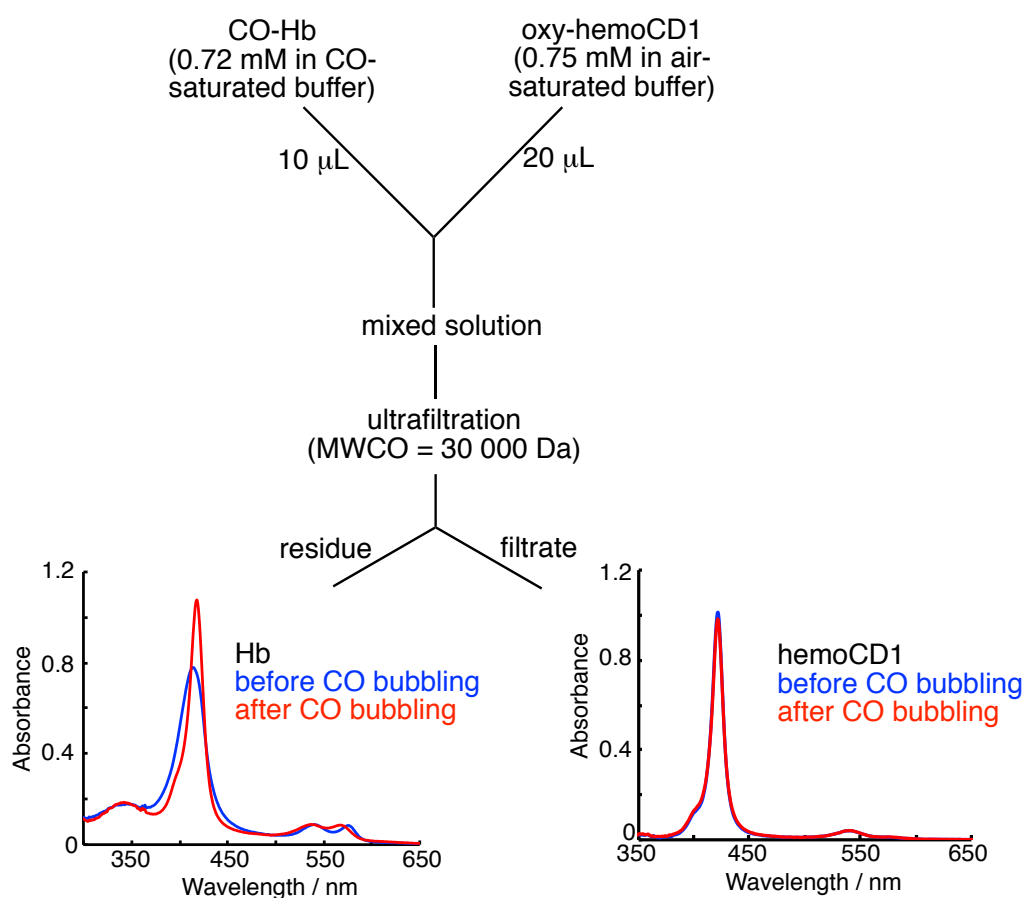 CO-Hb
(0.72 mM in CO-
saturated buffer)
oxy-hemoCD1
(0.75 mM in air-
saturated buffer)
10 μL
20 μL
mixed solution
ultrafiltration
(MWCO = 30 000 Da)
residue
filtrate
1.2
0.8
0.4
0
Absorbance
Hb
before CO bubbling
after CO bubbling
350
450
550
650
Wavelength / nm
1.2
0.8
0.4
0
Absorbance
hemoCD1
before CO bubbling
after CO bubbling
350
450
550
650
Wavelength / nm